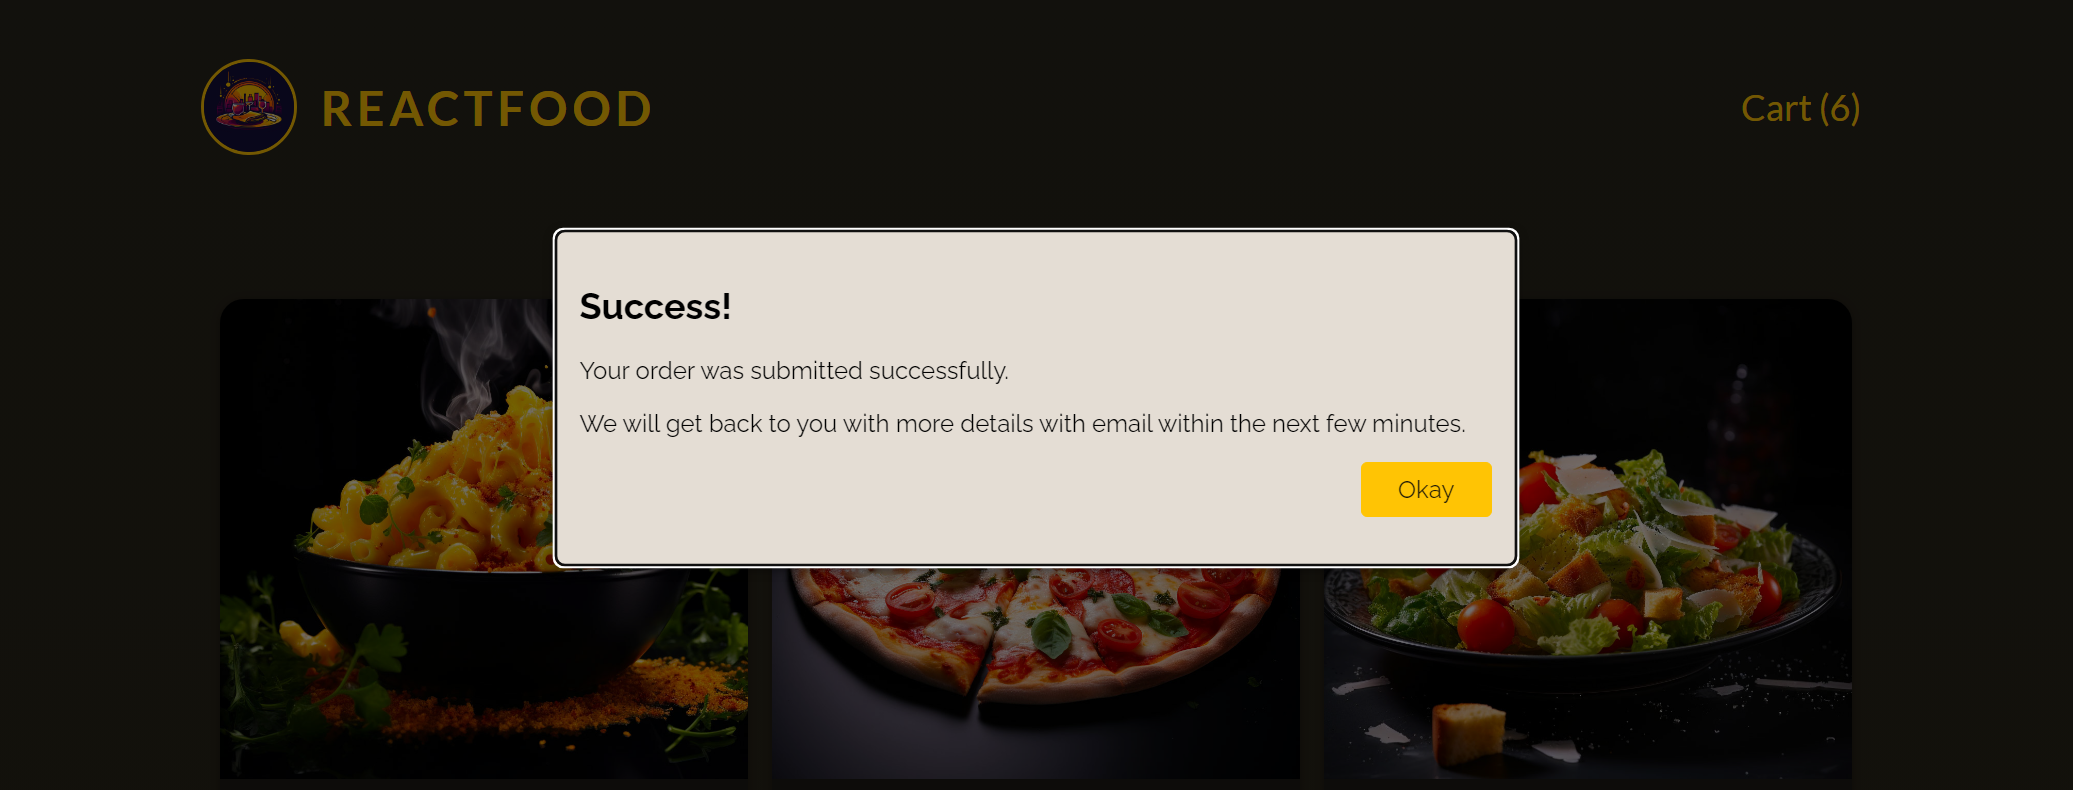 REACTFOOD
Cart (6)
Success!
Your order was submitted successfully.
We will get back to you with more details with email within the next few minutes.
Okay